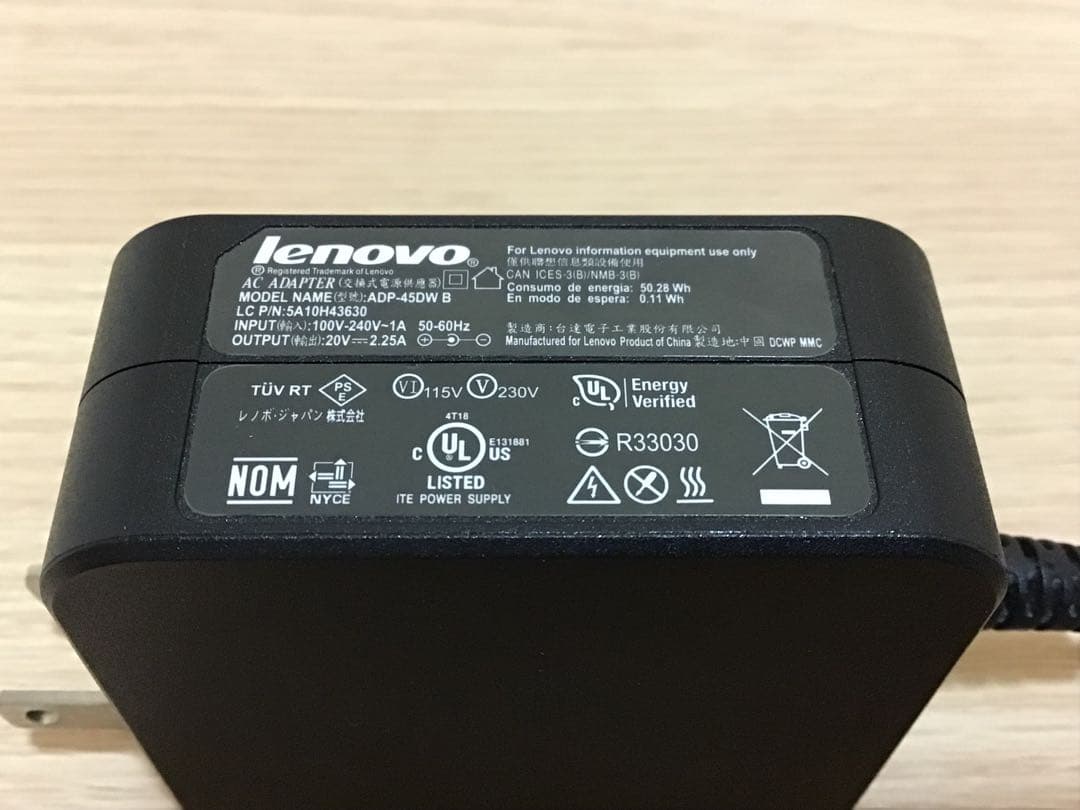 lenovo®
® Registered Trademark of Lenovo
AC ADAPTER (交換式電源供應器)
MODEL NAME(型號):ADP-45DW B
LC P/N:5A10H43630
INPUT(輸入):100V-240V~1A 50-60Hz
OUTPUT(輸出):20V⎓2.25A
For Lenovo information equipment use only
僅供聯想信息類設備使用
CAN ICES-3(B)/NMB-3(B)
Consumo de energia: 50.28 Wh
En modo de espera: 0.11 Wh
製造商:台達電子工業股份有限公司
Manufactured for Lenovo Product of China 製造地:中國 DCWP MMC
TÜV RT PSE
レノボ・ジャパン 株式会社
VI 115V V 230V
c UL Energy Verified
4T18
c UL® US E131881
LISTED
ITE POWER SUPPLY
R33030
NOM
NYCE